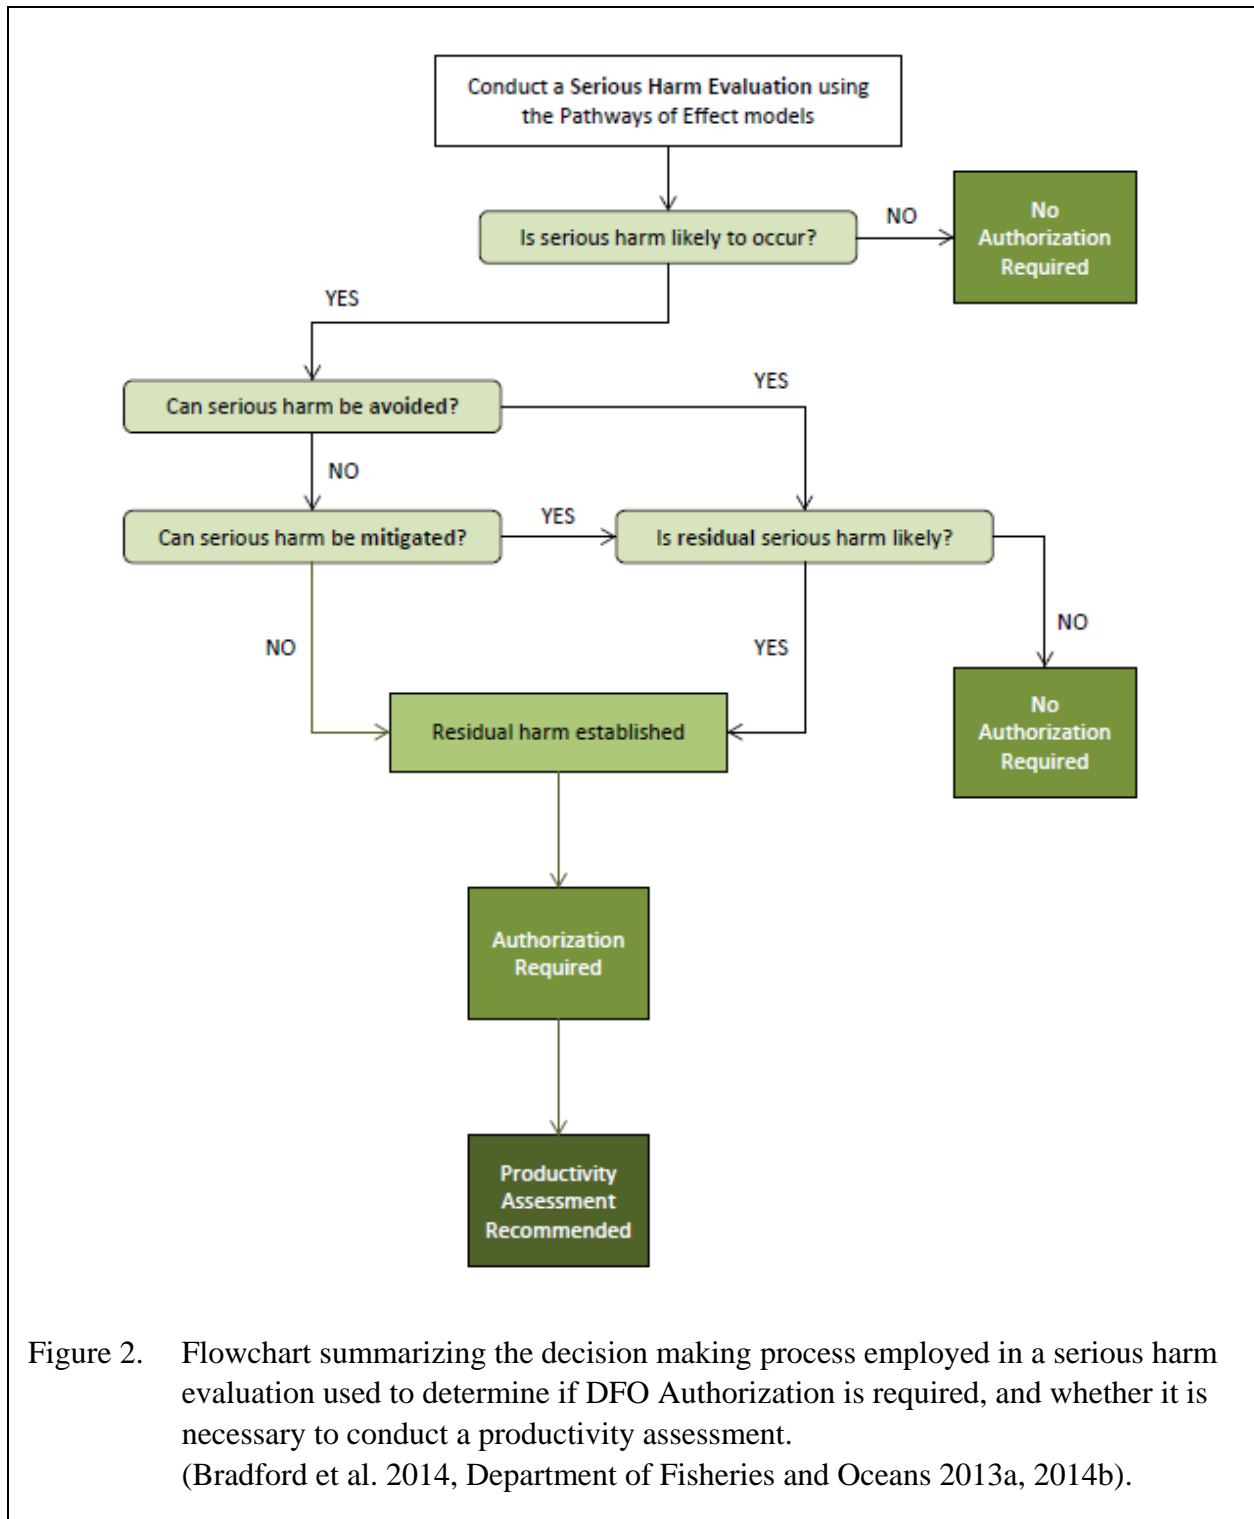 Conduct a Serious Harm Evaluation using
the Pathways of Effect models
Is serious harm likely to occur?
NO
No
Authorization
Required
YES
Can serious harm be avoided?
YES
NO
Can serious harm be mitigated?
YES
Is residual serious harm likely?
NO
YES
NO
Residual harm established
No
Authorization
Required
Authorization
Required
Productivity
Assessment
Recommended
Figure 2. Flowchart summarizing the decision making process employed in a serious harm
evaluation used to determine if DFO Authorization is required, and whether it is
necessary to conduct a productivity assessment.
(Bradford et al. 2014, Department of Fisheries and Oceans 2013a, 2014b).